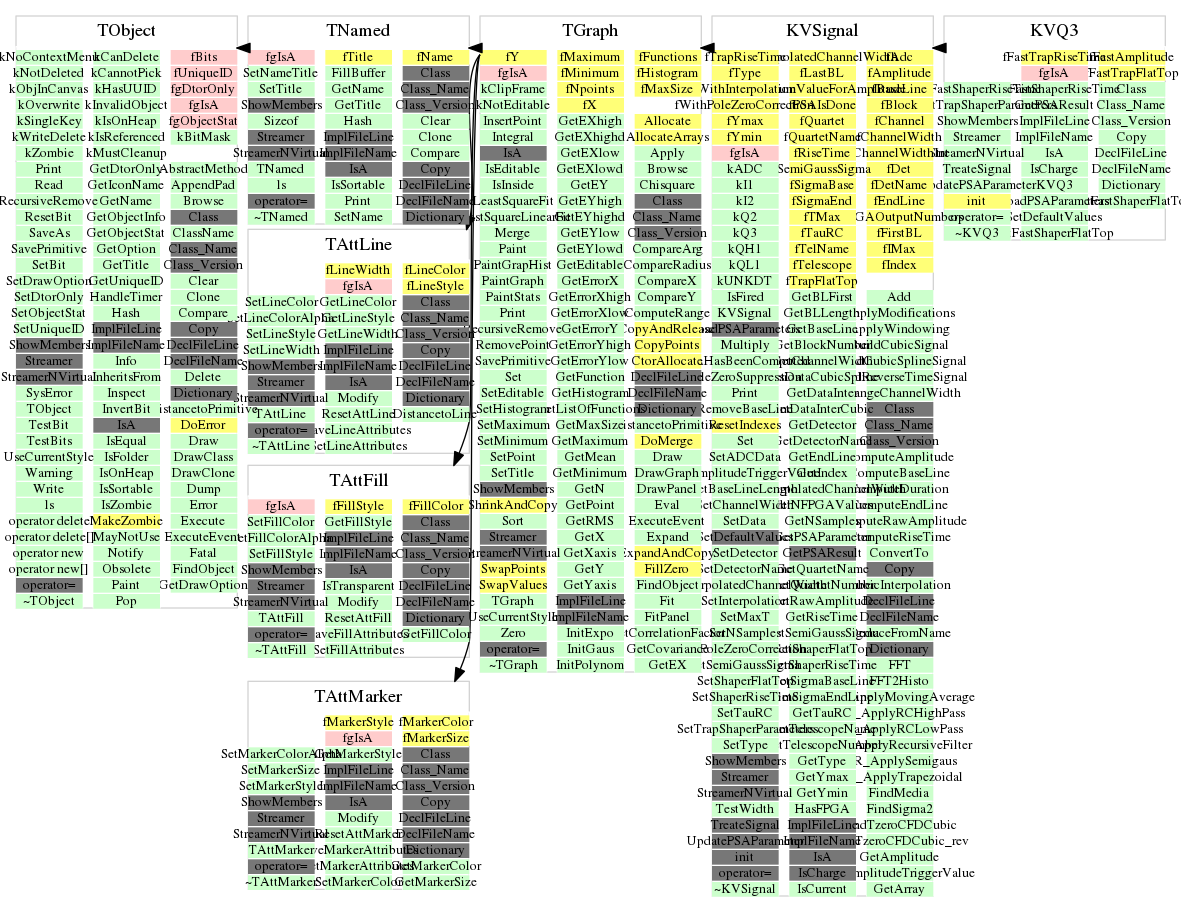 TObject
kNoContextMenu kCanDelete fBits
kNotDeleted kCannotPick fUniqueID
kObjInCanvas kHasUUID fgDtorOnly
kOverwrite kInvalidObject fgIsA
kSingleKey kIsOnHeap fgObjectStat
kWriteDelete kIsReferenced kBitMask
kZombie kMustCleanup
Print GetDtorOnly AbstractMethod
Read GetIconName AppendPad
RecursiveRemove GetName Browse
ResetBit GetObjectInfo Class
SaveAs GetObjectStat ClassName
SavePrimitive GetOption Class_Name
SetBit GetTitle Class_Version
SetDrawOption GetUniqueID Clear
SetDtorOnly HandleTimer Clone
SetObjectStat Hash Compare
SetUniqueID ImplFileLine Copy
ShowMembers ImplFileName DeclFileLine
Streamer Info DeclFileName
StreamerNVirtual InheritsFrom Delete
SysError Inspect Dictionary
TObject InvertBit DistancetoPrimitive
TestBit IsA DoError
TestBits IsEqual Draw
UseCurrentStyle IsFolder DrawClass
Warning IsOnHeap DrawClone
Write IsSortable Dump
ls IsZombie Error
operator delete MakeZombie Execute
operator delete[] MayNotUse ExecuteEvent
operator new Notify Fatal
operator new[] Obsolete FindObject
operator= Paint GetDrawOption
~TObject Pop
TNamed
fgIsA fTitle fName
SetNameTitle FillBuffer Class
SetTitle GetName Class_Name
ShowMembers GetTitle Class_Version
Sizeof Hash Clear
Streamer ImplFileLine Clone
StreamerNVirtual ImplFileName Compare
TNamed IsA Copy
ls IsSortable DeclFileLine
operator= Print DeclFileName
~TNamed SetName Dictionary
TAttLine
fLineWidth fLineColor
fgIsA fLineStyle
SetLineColor GetLineColor Class
SetLineColorAlpha GetLineStyle Class_Name
SetLineStyle GetLineWidth Class_Version
SetLineWidth ImplFileLine Copy
ShowMembers ImplFileName DeclFileLine
Streamer IsA DeclFileName
StreamerNVirtual Modify Dictionary
TAttLine ResetAttLine DistancetoLine
operator= SaveLineAttributes
~TAttLine SetLineAttributes
TAttFill
fgIsA fFillStyle fFillColor
SetFillColor GetFillStyle Class
SetFillColorAlpha ImplFileLine Class_Name
SetFillStyle ImplFileName Class_Version
ShowMembers IsA Copy
Streamer IsTransparent DeclFileLine
StreamerNVirtual Modify DeclFileName
TAttFill ResetAttFill Dictionary
operator= SaveFillAttributes GetFillColor
~TAttFill SetFillAttributes
TAttMarker
fMarkerStyle fMarkerColor
fgIsA fMarkerSize
SetMarkerColorAlpha GetMarkerStyle Class
SetMarkerSize ImplFileLine Class_Name
SetMarkerStyle ImplFileName Class_Version
ShowMembers IsA Copy
Streamer Modify DeclFileLine
StreamerNVirtual ResetAttMarker DeclFileName
TAttMarker SaveMarkerAttributes Dictionary
operator= SetMarkerAttributes GetMarkerColor
~TAttMarker SetMarkerColor GetMarkerSize
TGraph
fY fMaximum fFunctions
fgIsA fMinimum fHistogram
kClipFrame fNpoints fMaxSize
kNotEditable fX
InsertPoint GetEXhigh Allocate
Integral GetEXhighd AllocateArrays
IsA GetEXlow Apply
IsEditable GetEXlowd Browse
IsInside GetEY Chisquare
LeastSquareFit GetEYhigh Class
LeastSquareLinearFit GetEYhighd Class_Name
Merge GetEYlow Class_Version
Paint GetEYlowd CompareArg
PaintGraphHist GetEditable CompareRadius
PaintGraph GetErrorX CompareX
PaintStats GetErrorXhigh CompareY
Print GetErrorXlow ComputeRange
RecursiveRemove GetErrorY CopyAndRelease
RemovePoint GetErrorYhigh CopyPoints
SavePrimitive GetErrorYlow CtorAllocate
Set GetFunction DeclFileLine
SetEditable GetHistogram DeclFileName
SetHistogram GetListOfFunctions Dictionary
SetMaximum GetMaxSize DistancetoPrimitive
SetMinimum GetMaximum DoMerge
SetPoint GetMean Draw
SetTitle GetMinimum DrawGraph
ShowMembers GetN DrawPanel
ShrinkAndCopy GetPoint Eval
Sort GetRMS ExecuteEvent
Streamer GetX Expand
StreamerNVirtual GetXaxis ExpandAndCopy
SwapPoints GetY FillZero
SwapValues GetYaxis FindObject
TGraph ImplFileLine Fit
UseCurrentStyle ImplFileName FitPanel
Zero InitExpo GetCorrelationFactor
operator= InitGaus GetCovariance
~TGraph InitPolynom GetEX
KVSignal
fTrapRiseTime fAdc
fType fLastBL fAmplitude
fWithInterpolation fBaseLine
fWithPoleZeroCorrection fPSAIsDone fBlock
fYmax fQuartet fChannel
fYmin fQuartetName fChannelWidth
fgIsA fRiseTime
kADC fSemiGaussSigma fDet
kI1 fSigmaBase fDetName
kI2 fSigmaEnd fEndLine
kQ2 fTMax
kQ3 fTauRC fFirstBL
kQH1 fTelName fIMax
kQL1 fTelescope fIndex
kUNKDT fTrapFlatTop
IsFired GetBLFirst Add
KVSignal GetBLLength ApplyModifications
LoadPSAParameters GetBaseLine ApplyWindowing
Multiply GetBlockNumber BuildCubicSignal
GetChannelWidth BuildCubicSplineSignal
PoleZeroSuppression GetDataCubicSpline
Print GetDataInter ChangeChannelWidth
RemoveBaseLine GetDataInterCubic Class
ResetIndexes GetDetector Class_Name
Set GetDetectorName Class_Version
SetADCData GetEndLine ComputeAmplitude
SetAmplitudeTriggerValue GetIndex ComputeBaseLine
SetBaseLineLength
SetChannelWidth GetNFPGAValues ComputeEndLine
SetData GetNSamples ComputeRawAmplitude
SetDefaultValues GetPSAParameter ComputeRiseTime
SetDetector GetPSAResult ConvertTo
SetDetectorName GetQuartetName Copy
GetQuartetNumber CubicInterpolation
SetInterpolation GetRawAmplitude DeclFileLine
SetMaxT GetRiseTime DeclFileName
SetNSamples GetSemiGaussSigma DeduceFromName
SetPoleZeroCorrection GetShaperFlatTop Dictionary
SetSemiGaussSigma GetShaperRiseTime FFT
SetShaperFlatTop GetSigmaBaseLine FFT2Histo
SetShaperRiseTime GetSigmaEndLine
SetTauRC GetTauRC
SetTrapShaperParameters GetTelescopeName
SetType GetTelescopeNumber
ShowMembers GetType
Streamer GetYmax
StreamerNVirtual GetYmin FindMedia
TestWidth HasFPGA FindSigma2
TreateSignal ImplFileLine FindTzeroCFDCubic
UpdatePSAParameter ImplFileName FindTzeroCFDCubic_rev
init IsA GetAmplitude
operator= IsCharge GetAmplitudeTriggerValue
~KVSignal IsCurrent GetArray
KVQ3
fFastTrapRiseTime fFastAmplitude
fgIsA fFastTrapFlatTop
FastShaperRiseTime Class
GetPSAResult Class_Name
ShowMembers ImplFileLine Class_Version
Streamer ImplFileName Copy
StreamerNVirtual IsA DeclFileLine
TreateSignal IsCharge DeclFileName
UpdatePSAParameter KVQ3 Dictionary
init LoadPSAParameters
operator= SetDefaultValues
~KVQ3